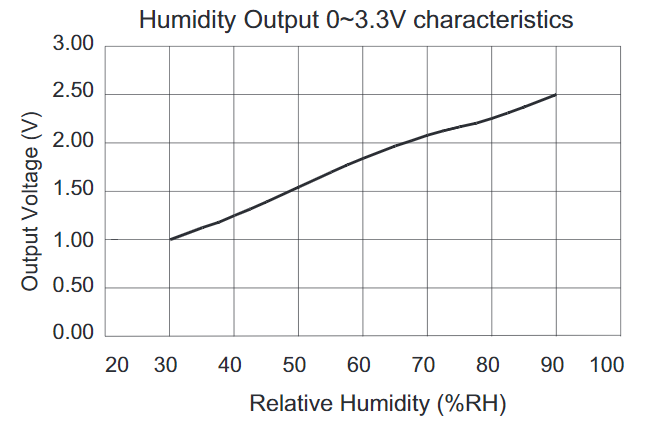 Humidity Output 0~3.3V characteristics
Output Voltage (V)
3.00
2.50
2.00
1.50
1.00
0.50
0.00
20 30 40 50 60 70 80 90 100
Relative Humidity (%RH)